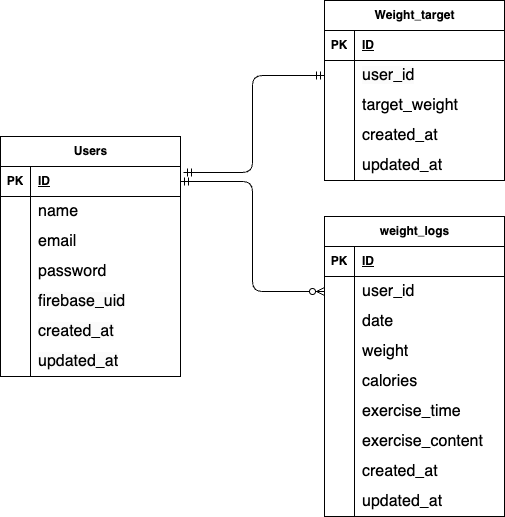 Weight_target
PK ID
user_id
target_weight
created_at
updated_at
Users
PK ID
name
email
password
firebase_uid
created_at
updated_at
weight_logs
PK ID
user_id
date
weight
calories
exercise_time
exercise_content
created_at
updated_at